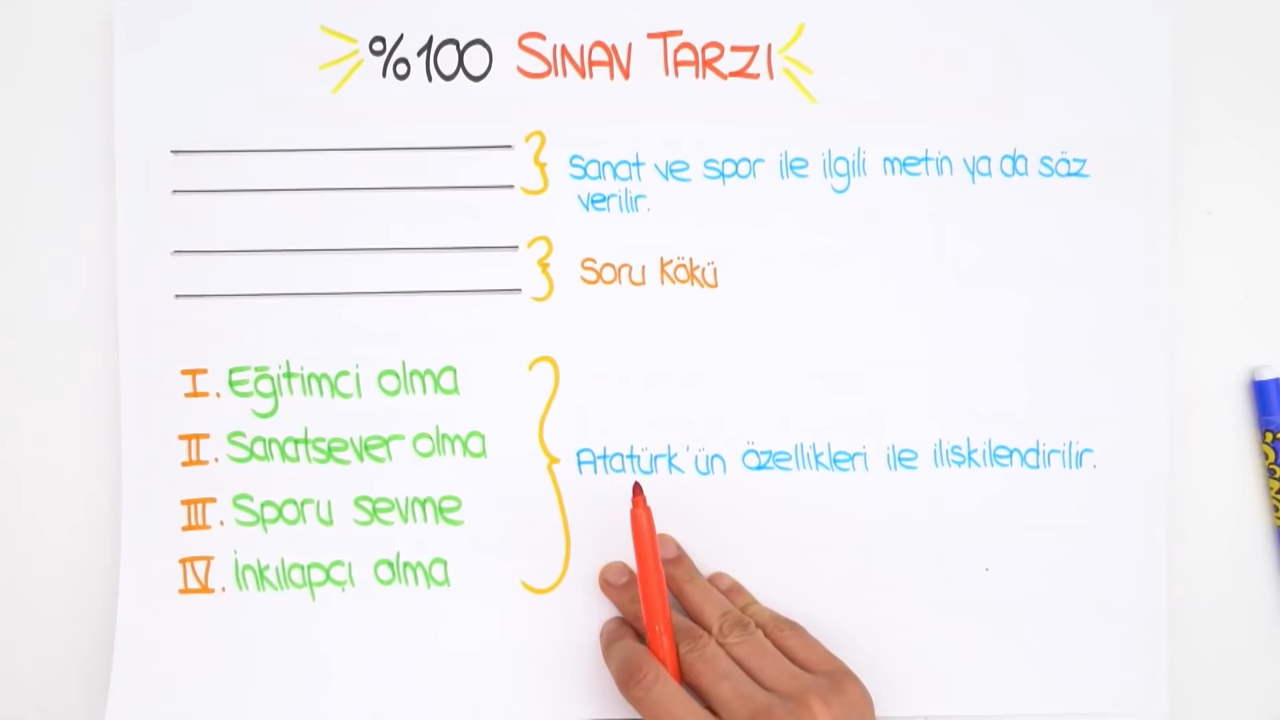 %100 SINAV TARZI
Sanat ve spor ile ilgili metin ya da söz
verilir.
Soru Kökü
I. Eğitimci olma
II. Sanatsever olma
III. Sporu sevme
IV. İnkılapçı olma
Atatürk'ün özellikleri ile ilişkilendirilir.